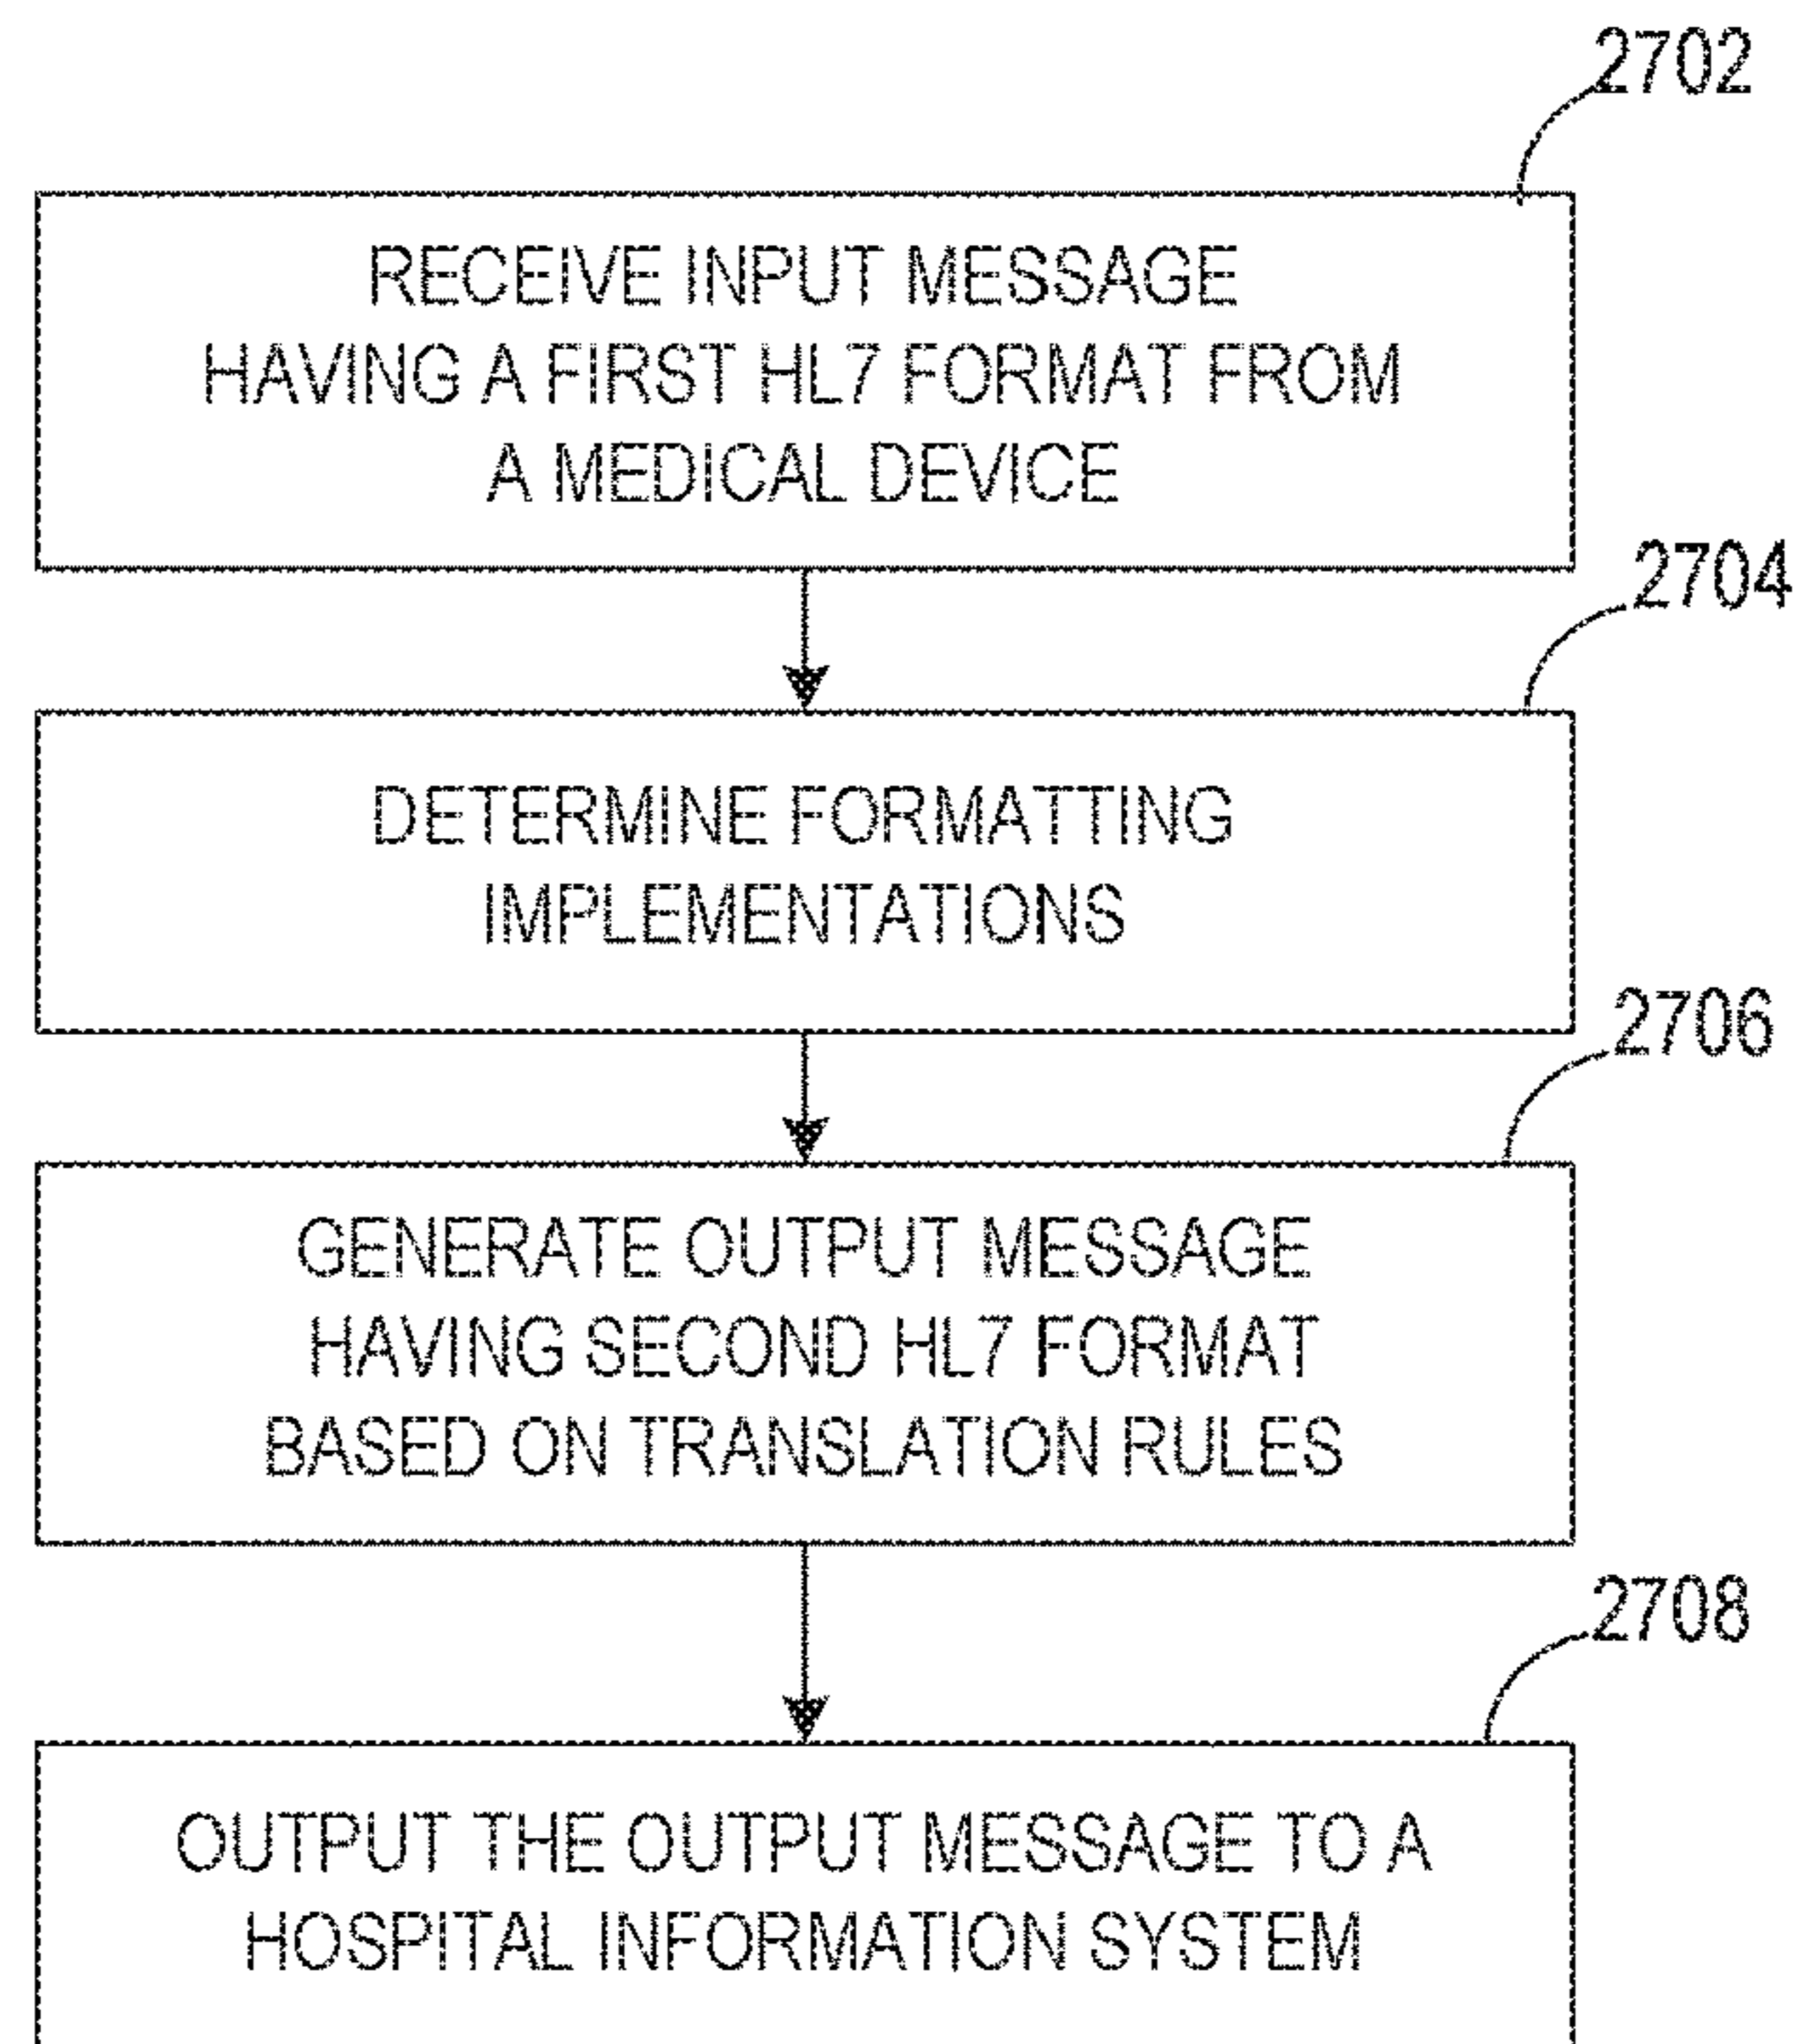 2702
RECEIVE INPUT MESSAGE
HAVING A FIRST HL7 FORMAT FROM
A MEDICAL DEVICE
2704
DETERMINE FORMATTING
IMPLEMENTATIONS
2706
GENERATE OUTPUT MESSAGE
HAVING SECOND HL7 FORMAT
BASED ON TRANSLATION RULES
2708
OUTPUT THE OUTPUT MESSAGE TO A
HOSPITAL INFORMATION SYSTEM